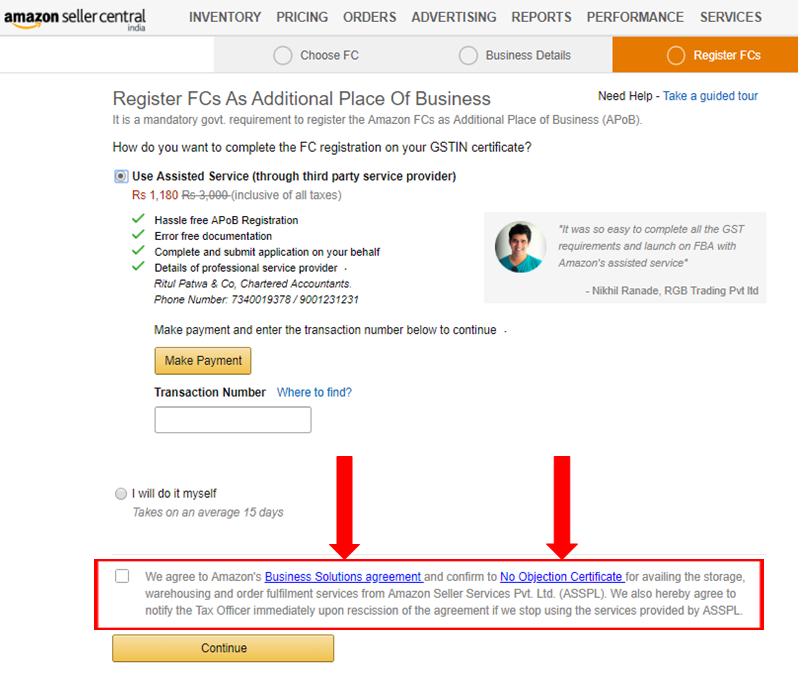 amazon seller central
india
INVENTORY PRICING ORDERS ADVERTISING REPORTS PERFORMANCE SERVICES
Choose FC Business Details Register FCs
Register FCs As Additional Place Of Business
Need Help - Take a guided tour
It is a mandatory govt. requirement to register the Amazon FCs as Additional Place of Business (APoB).
How do you want to complete the FC registration on your GSTIN certificate?
Use Assisted Service (through third party service provider)
Rs 1,180 Rs 3,000 (inclusive of all taxes)
Hassle free APoB Registration
Error free documentation
Complete and submit application on your behalf
Details of professional service provider .
Ritul Patwa & Co, Chartered Accountants.
Phone Number: 7340019378 / 9001231231
"It was so easy to complete all the GST
requirements and launch on FBA with
Amazon's assisted service"
- Nikhil Ranade, RGB Trading Pvt ltd
Make payment and enter the transaction number below to continue .
Make Payment
Transaction Number Where to find?
I will do it myself
Takes on an average 15 days
We agree to Amazon's Business Solutions agreement and confirm to No Objection Certificate for availing the storage,
warehousing and order fulfilment services from Amazon Seller Services Pvt. Ltd. (ASSPL). We also hereby agree to
notify the Tax Officer immediately upon rescission of the agreement if we stop using the services provided by ASSPL.
Continue